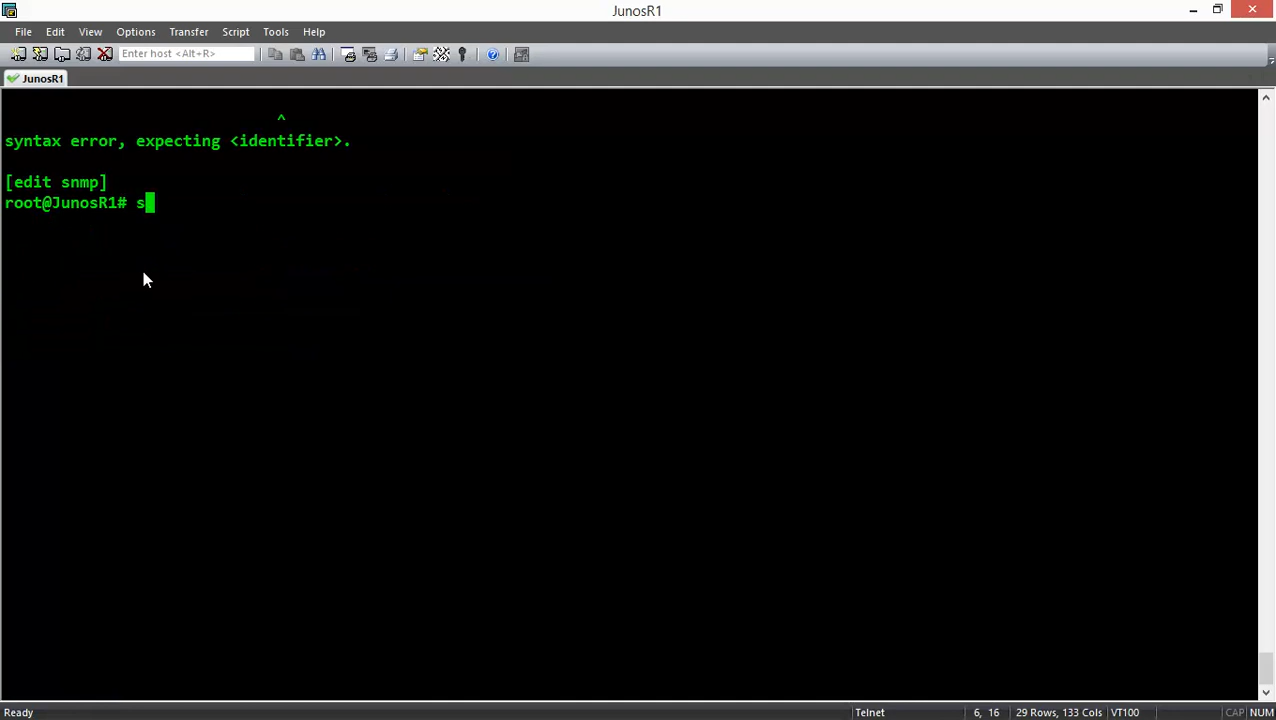 JunosR1
File Edit View Options Transfer Script Tools Help
Enter host <Alt+R>
JunosR1
^
syntax error, expecting <identifier>.
[edit snmp]
root@JunosR1# s
Ready Telnet 6, 16 29 Rows, 133 Cols VT100 CAP NUM